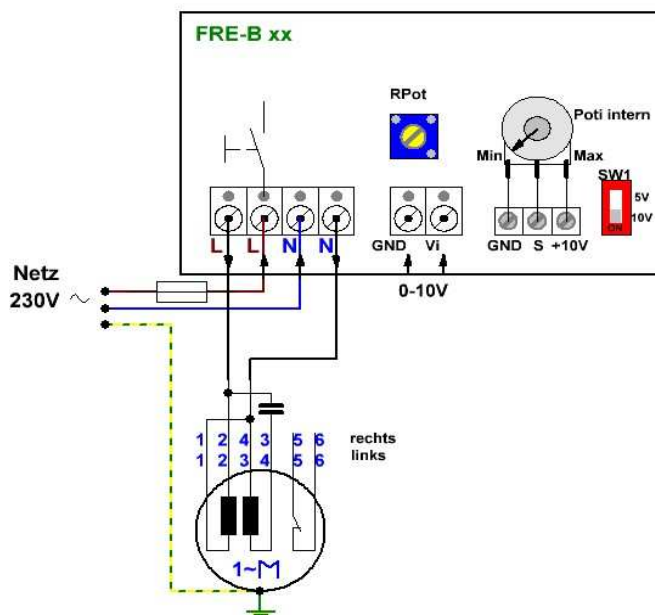 FRE-B xx
RPot
Poti intern
Min
Max
SW1
5V
10V
ON
L L N N
GND Vi
GND S +10V
0-10V
Netz
230V ~
1 2 4 3 5 6 rechts
1 2 3 4 5 6 links
1~M